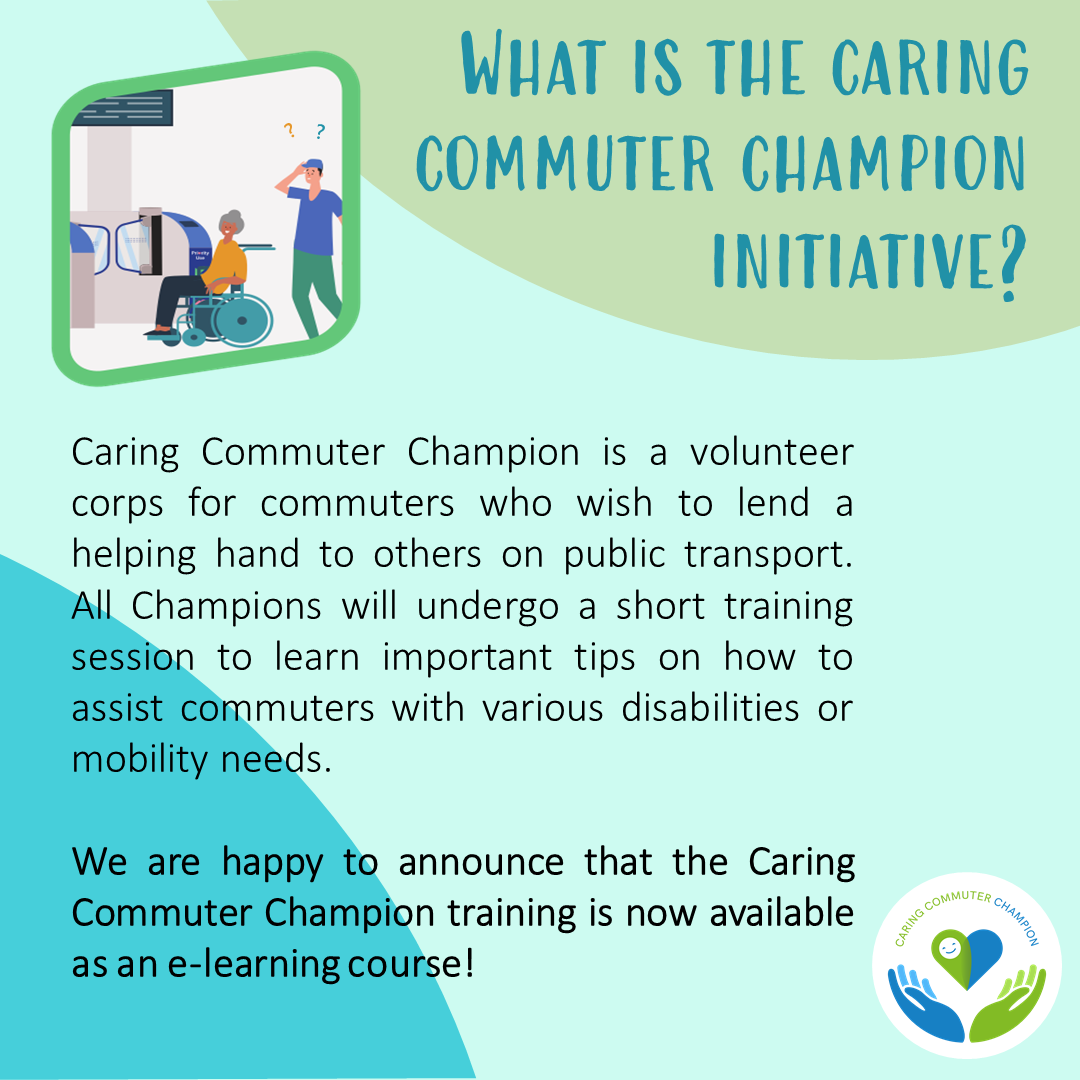 WHAT IS THE CARING
COMMUTER CHAMPION
INITIATIVE?
? ?
Priority
Use
Caring Commuter Champion is a volunteer
corps for commuters who wish to lend a
helping hand to others on public transport.
All Champions will undergo a short training
session to learn important tips on how to
assist commuters with various disabilities or
mobility needs.
We are happy to announce that the Caring
Commuter Champion training is now available
as an e-learning course!
CARING COMMUTER CHAMPION